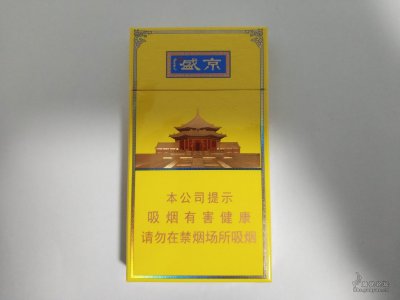 盛京
本公司提示
吸烟有害健康
请勿在禁烟场所吸烟